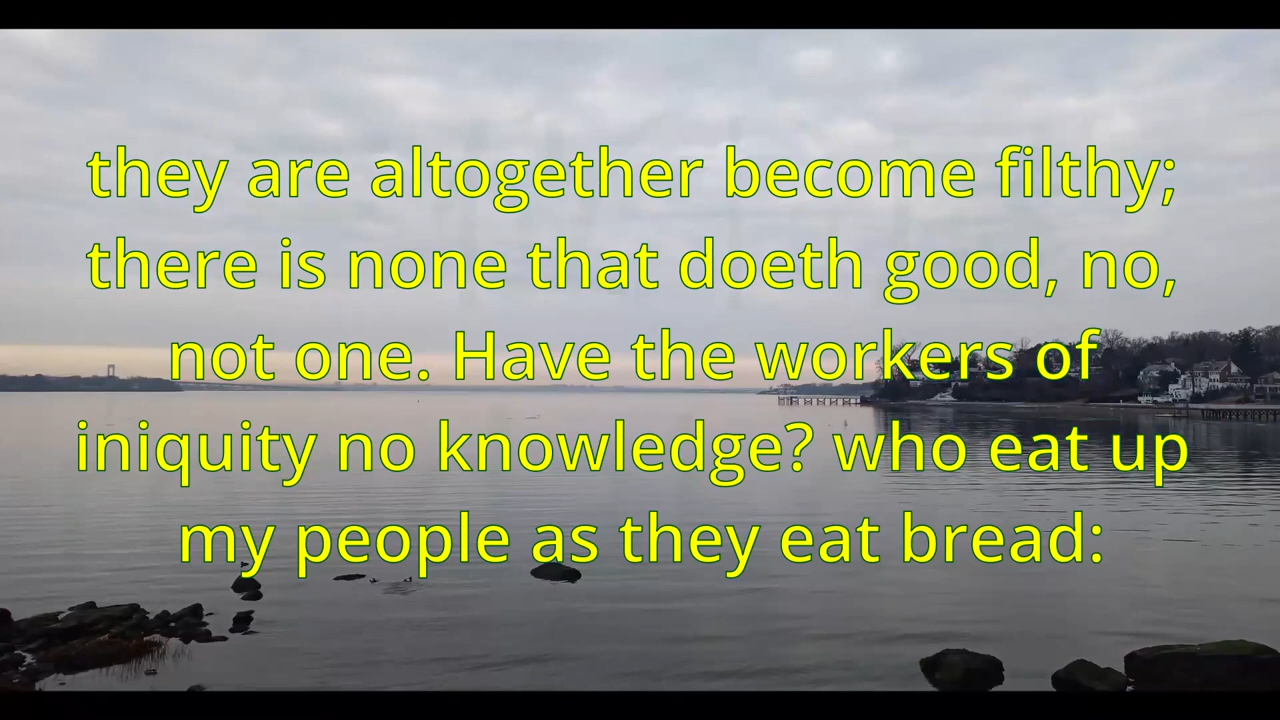 they are altogether become filthy;
there is none that doeth good, no,
not one. Have the workers of
iniquity no knowledge? who eat up
my people as they eat bread: